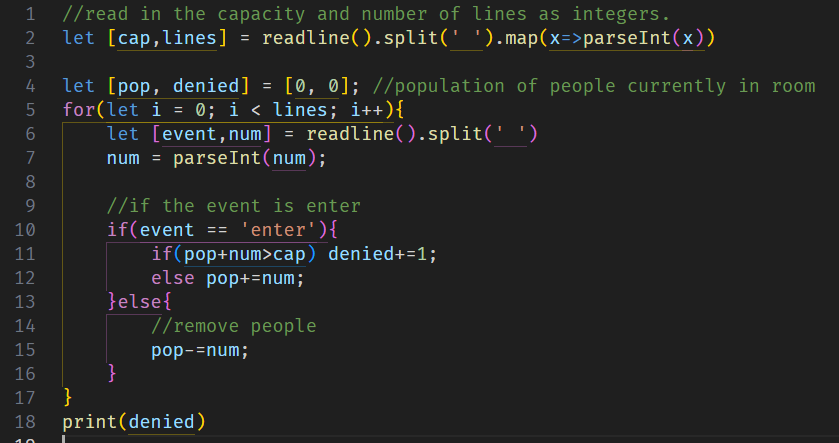 1 //read in the capacity and number of lines as integers.
2 let [cap,lines] = readline().split(' ').map(x=>parseInt(x))
3
4 let [pop, denied] = [0, 0]; //population of people currently in room
5 for(let i = 0; i < lines; i++){
6 let [event,num] = readline().split(' ')
7 num = parseInt(num);
8
9 //if the event is enter
10 if(event == 'enter'){
11 if(pop+num>cap) denied+=1;
12 else pop+=num;
13 }else{
14 //remove people
15 pop-=num;
16 }
17 }
18 print(denied)